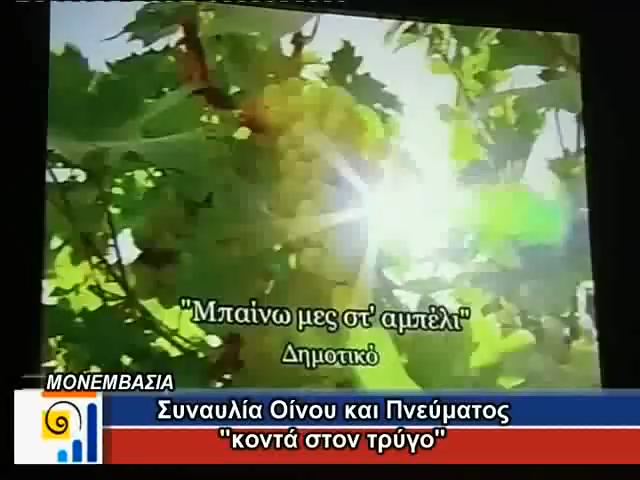 "Μπαίνω μες στ' αμπέλι"
Δημοτικό
ΜΟΝΕΜΒΑΣΙΑ
Συναυλία Οίνου και Πνεύματος
"κοντά στον τρύγο"